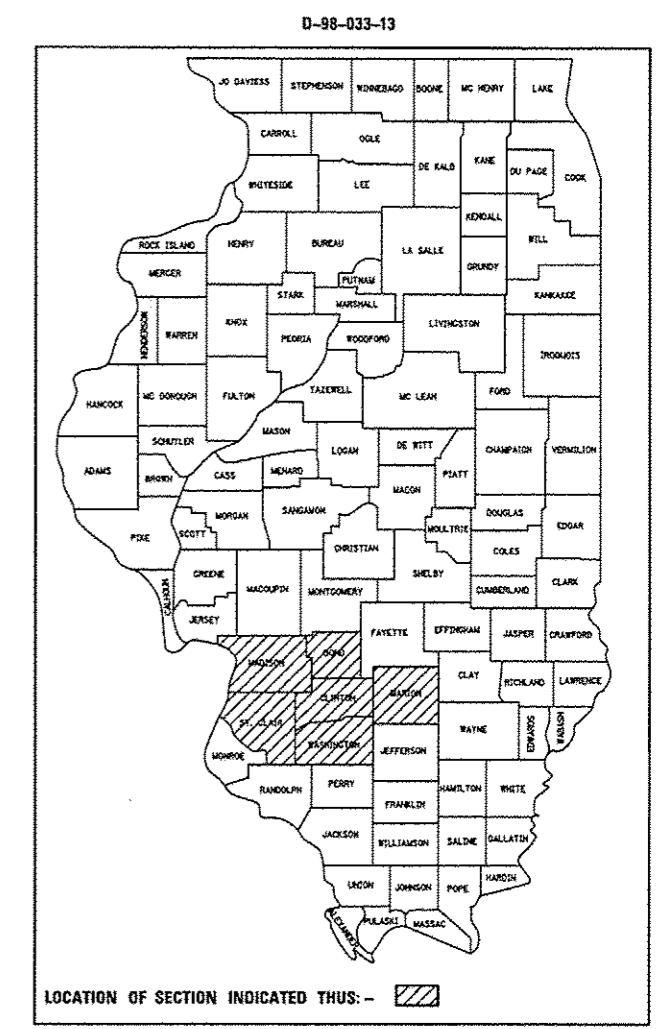 D-98-033-13
JO DAVIESS STEPHENSON WINNEBAGO BOONE MC HENRY LAKE
CARROLL OGLE
DE KALB KANE DU PAGE COOK
WHITESIDE LEE
KENDALL WILL
ROCK ISLAND HENRY BUREAU LA SALLE
MERCER PUTNAM GRUNDY
STARK MARSHALL KANKAKEE
HENDERSON WARREN KNOX PEORIA WOODFORD LIVINGSTON IROQUOIS
HANCOCK MC DONOUGH FULTON TAZEWELL MC LEAN FORD
SCHUYLER MASON LOGAN DE WITT CHAMPAIGN VERMILION
ADAMS BROWN CASS MENARD MACON PIATT
PIKE SCOTT MORGAN SANGAMON MOULTRIE DOUGLAS EDGAR
CHRISTIAN COLES
CALHOUN GREENE MACOUPIN MONTGOMERY SHELBY CUMBERLAND CLARK
JERSEY FAYETTE EFFINGHAM JASPER CRAWFORD
MADISON BOND
CLINTON MARION CLAY RICHLAND LAWRENCE
ST. CLAIR WAYNE EDWARDS WABASH
MONROE WASHINGTON JEFFERSON
RANDOLPH PERRY HAMILTON WHITE
FRANKLIN
JACKSON WILLIAMSON SALINE GALLATIN
UNION JOHNSON POPE HARDIN
ALEXANDER PULASKI MASSAC
LOCATION OF SECTION INDICATED THUS: -